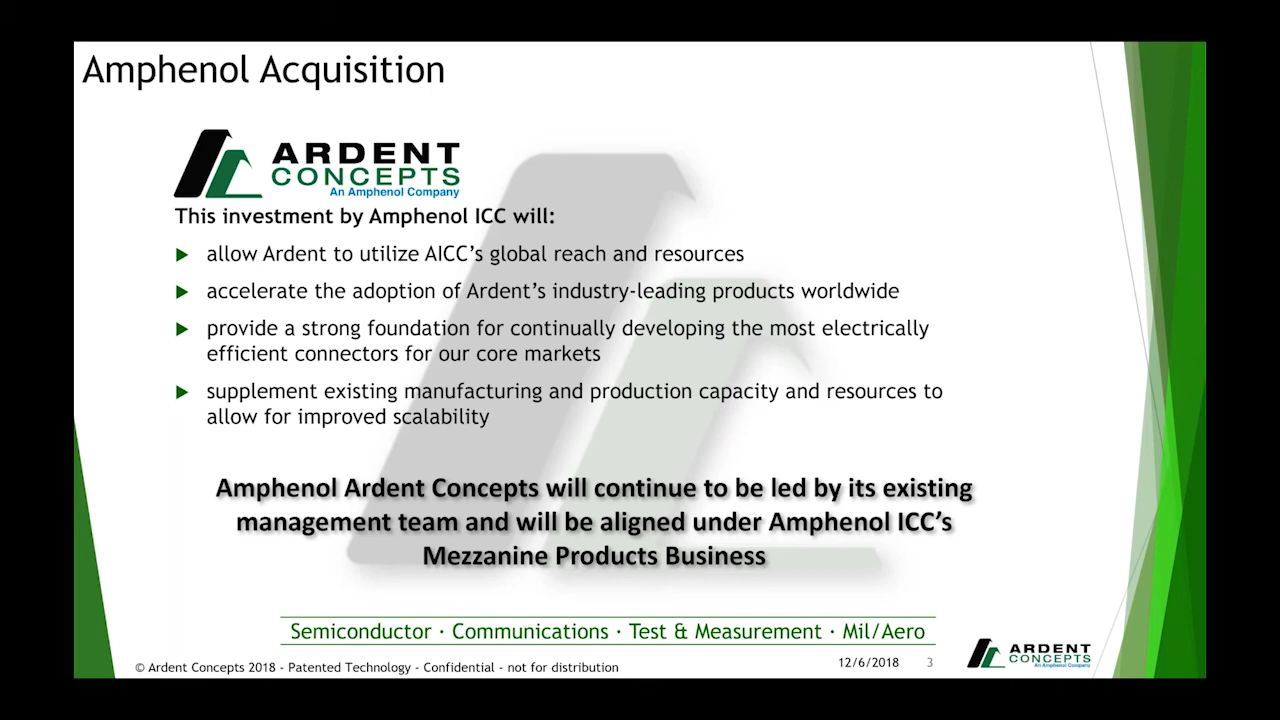 Amphenol Acquisition
ARDENT
CONCEPTS
An Amphenol Company
This investment by Amphenol ICC will:
allow Ardent to utilize AICC’s global reach and resources
accelerate the adoption of Ardent’s industry-leading products worldwide
provide a strong foundation for continually developing the most electrically
efficient connectors for our core markets
supplement existing manufacturing and production capacity and resources to
allow for improved scalability
Amphenol Ardent Concepts will continue to be led by its existing
management team and will be aligned under Amphenol ICC’s
Mezzanine Products Business
Semiconductor · Communications · Test & Measurement · Mil/Aero
© Ardent Concepts 2018 - Patented Technology - Confidential - not for distribution
12/6/2018 3
ARDENT
CONCEPTS
An Amphenol Company